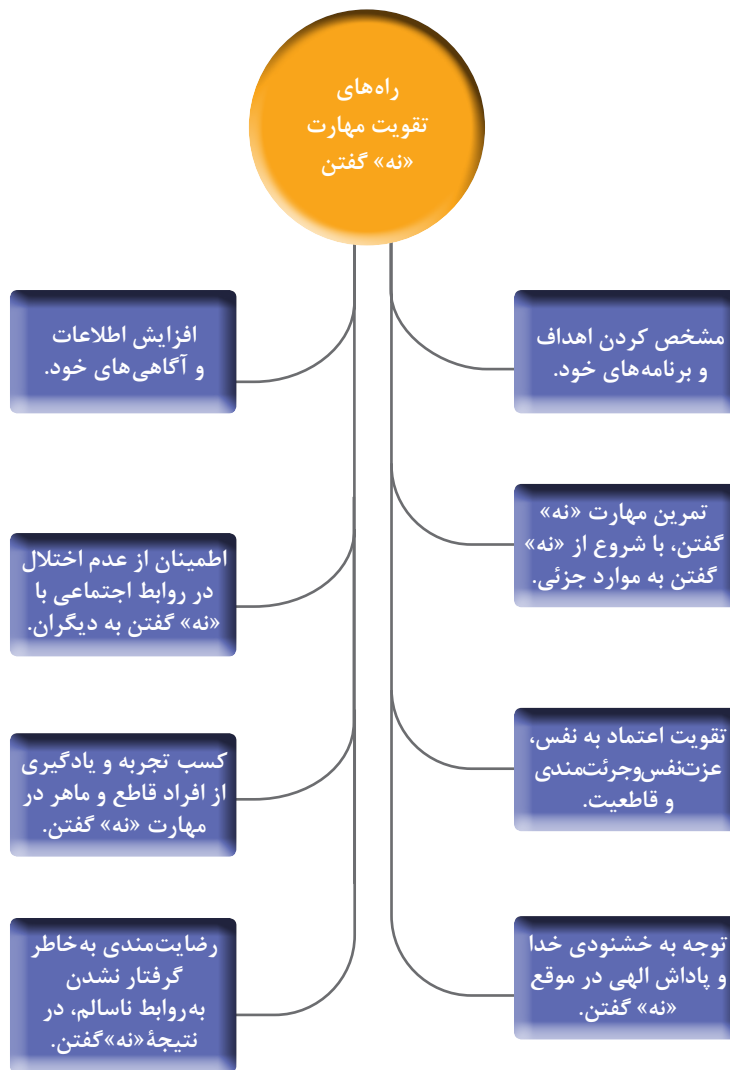 راه‌های
تقویت مهارت
«نه» گفتن
مشخص کردن اهداف
و برنامه‌های خود.
افزایش اطلاعات
و آگاهی‌های خود.
تمرین مهارت «نه»
گفتن، با شروع از «نه»
گفتن به موارد جزئی.
اطمینان از عدم اختلال
در روابط اجتماعی با
«نه» گفتن به دیگران.
تقویت اعتماد به نفس،
عزت‌نفس‌وجرئت‌مندی
و قاطعیت.
کسب تجربه و یادگیری
از افراد قاطع و ماهر در
مهارت «نه» گفتن.
توجه به خشنودی خدا
و پاداش الهی در موقع
«نه» گفتن.
رضایت‌مندی به‌خاطر
گرفتار نشدن
به‌روابط ناسالم، در
نتیجهٔ«نه»گفتن.